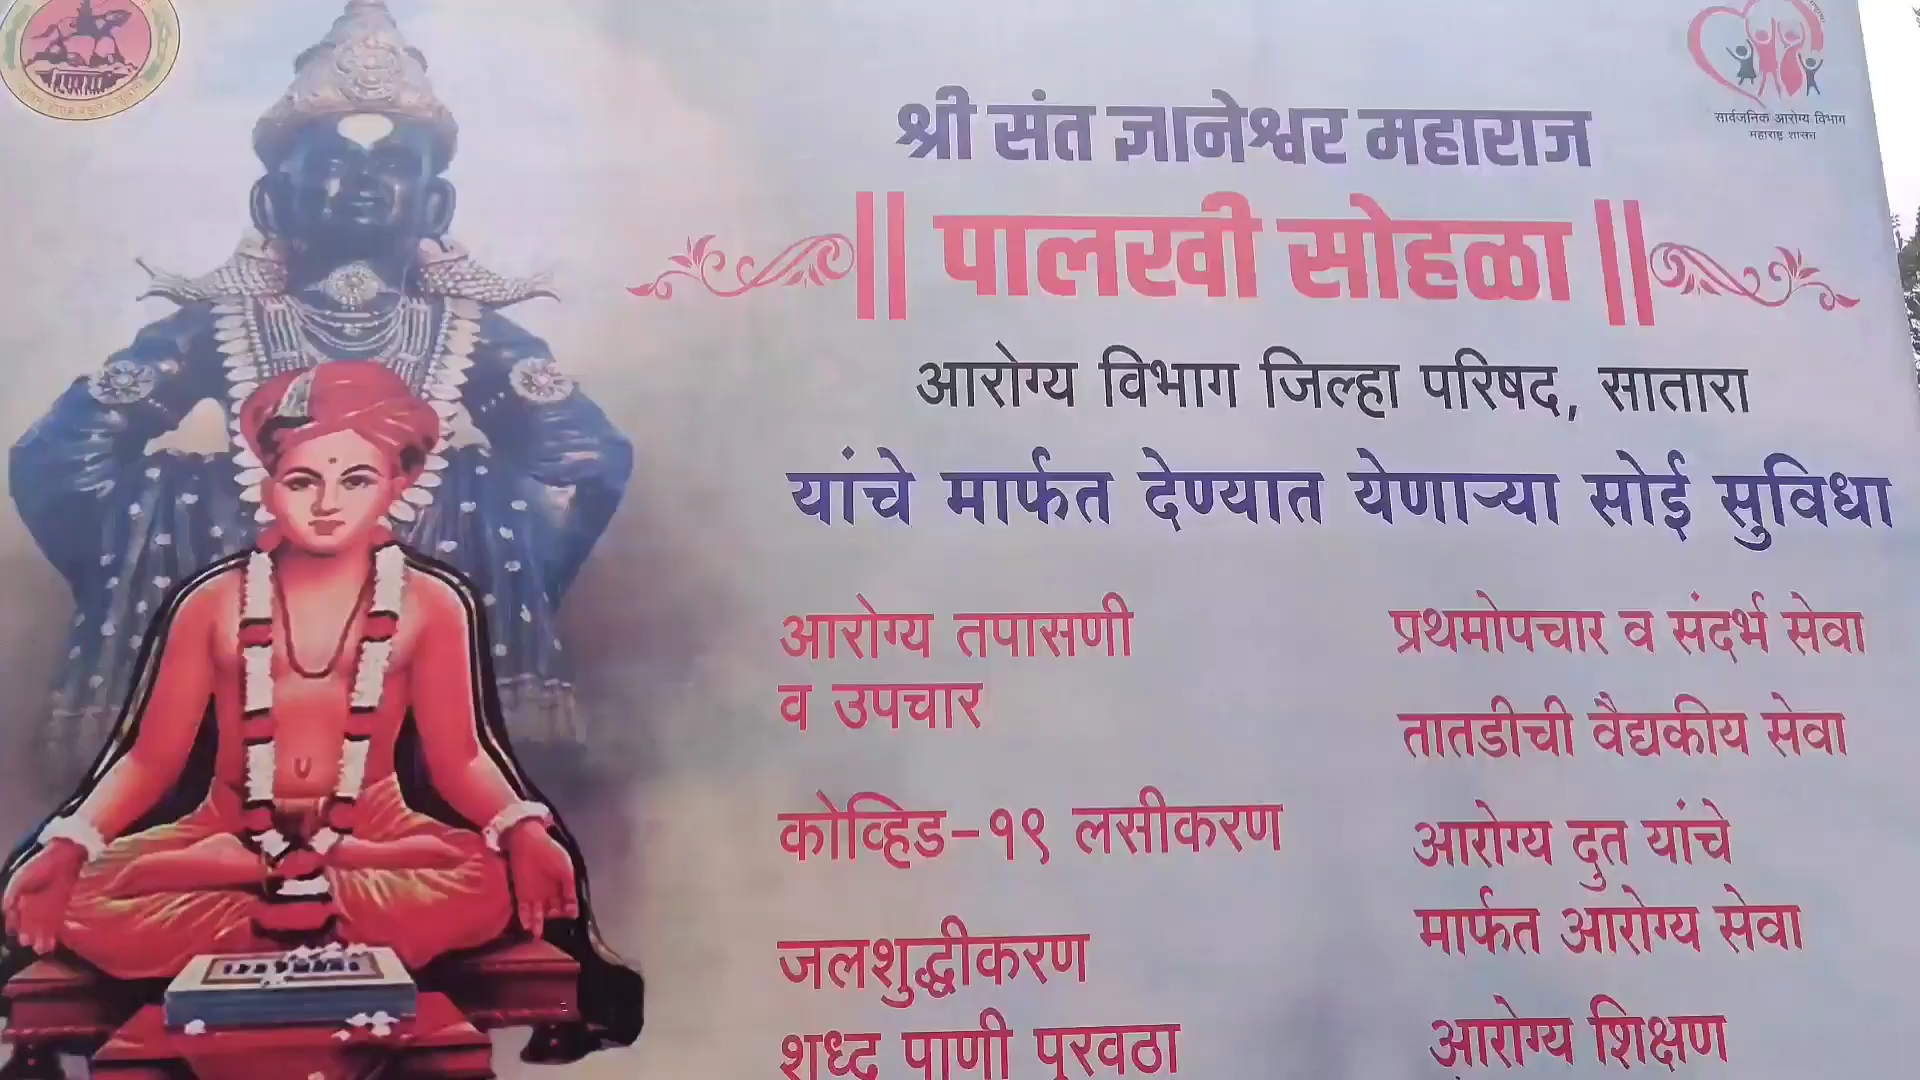 सार्वजनिक आरोग्य विभाग
महाराष्ट्र शासन
श्री संत ज्ञानेश्वर महाराज
|| पालखी सोहळा ||
आरोग्य विभाग जिल्हा परिषद, सातारा
यांचे मार्फत देण्यात येणाऱ्या सोई सुविधा
आरोग्य तपासणी
व उपचार
कोव्हिड-१९ लसीकरण
जलशुद्धीकरण
शध्द पाणी पुरवठा
प्रथमोपचार व संदर्भ सेवा
तातडीची वैद्यकीय सेवा
आरोग्य दुत यांचे
मार्फत आरोग्य सेवा
आरोग्य शिक्षण